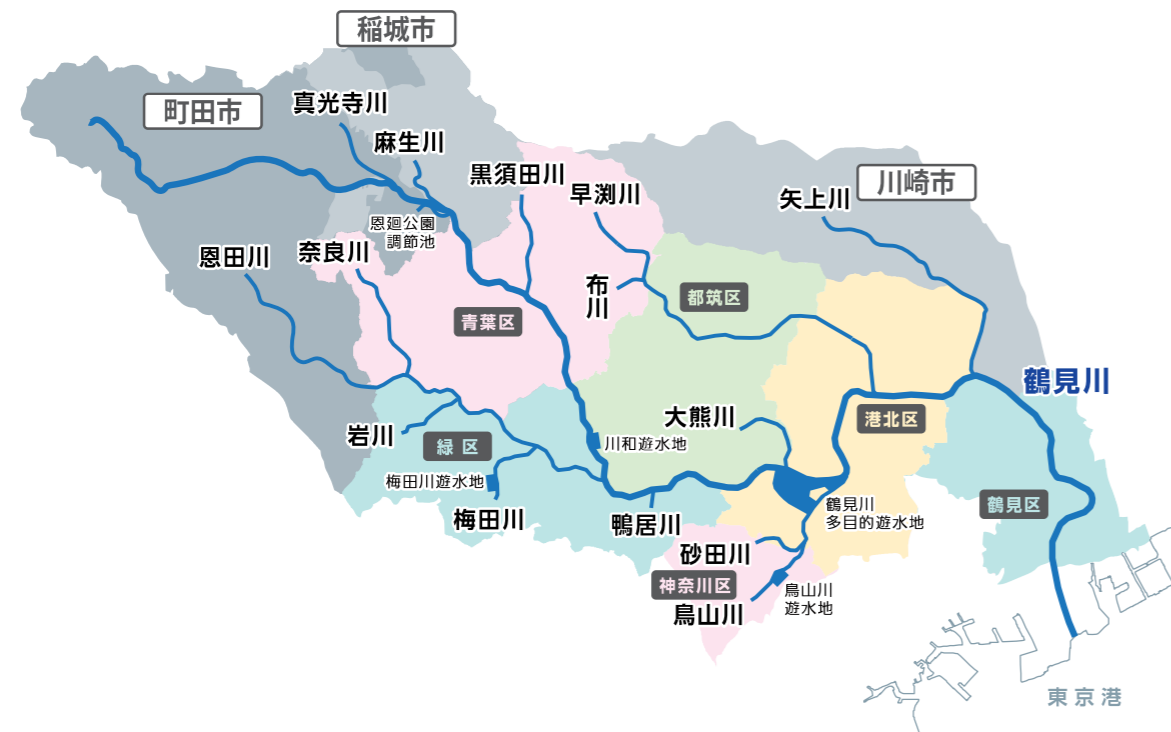 稲城市
町田市
真光寺川
麻生川
黒須田川
早渕川
川崎市
矢上川
恩廻公園
調節池
恩田川
奈良川
布川
都筑区
青葉区
鶴見川
大熊川
港北区
岩川
緑 区
川和遊水地
梅田川遊水地
鶴見川
多目的遊水地
鶴見区
梅田川
鴨居川
砂田川
神奈川区
鳥山川
遊水地
鳥山川
東京港